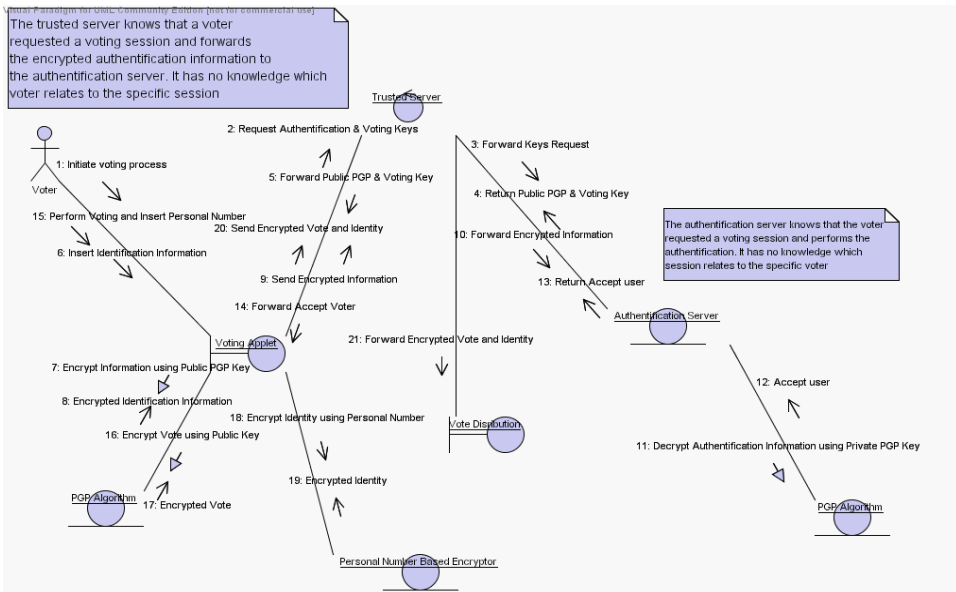 Visual Paradigm for UML Community Edition [not for commercial use]
The trusted server knows that a voter
requested a voting session and forwards
the encrypted authentification information to
the authentification server. It has no knowledge which
voter relates to the specific session
Trusted Server
2: Request Authentification & Voting Keys
3: Forward Keys Request
1: Initiate voting process
5: Forward Public PGP & Voting Key
Voter
4: Return Public PGP & Voting Key
15: Perform Voting and Insert Personal Number
20: Send Encrypted Vote and Identity
10: Forward Encrypted Information
The authentification server knows that the voter
requested a voting session and performs the
authentification. It has no knowledge which
session relates to the specific voter
6: Insert Identification Information
9: Send Encrypted Information
13: Return Accept user
14: Forward Accept Voter
Authentification Server
Voting Applet
21: Forward Encrypted Vote and Identity
7: Encrypt Information using Public PGP Key
12: Accept user
8: Encrypted Identification Information
18: Encrypt Identity using Personal Number
Vote Disribution
16: Encrypt Vote using Public Key
11: Decrypt Authentification Information using Private PGP Key
19: Encrypted Identity
PGP Algorithm
17: Encrypted Vote
PGP Algorithm
Personal Number Based Encryptor